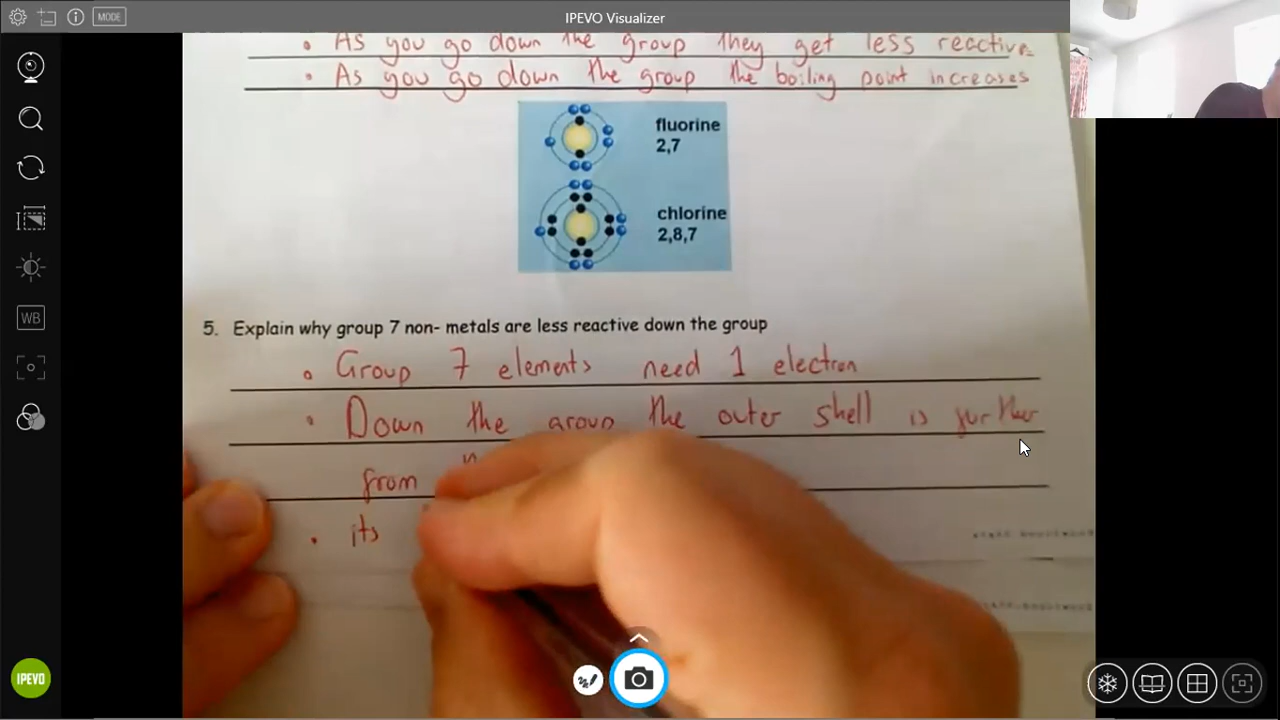 IPEVO Visualizer
MODE
WB
IPEVO
As you go down the group they get less reactive
As you go down the group the boiling point increases
fluorine
2,7
chlorine
2,8,7
5. Explain why group 7 non- metals are less reactive down the group
Group 7 elements need 1 electron
Down the group the outer shell is further
from
its